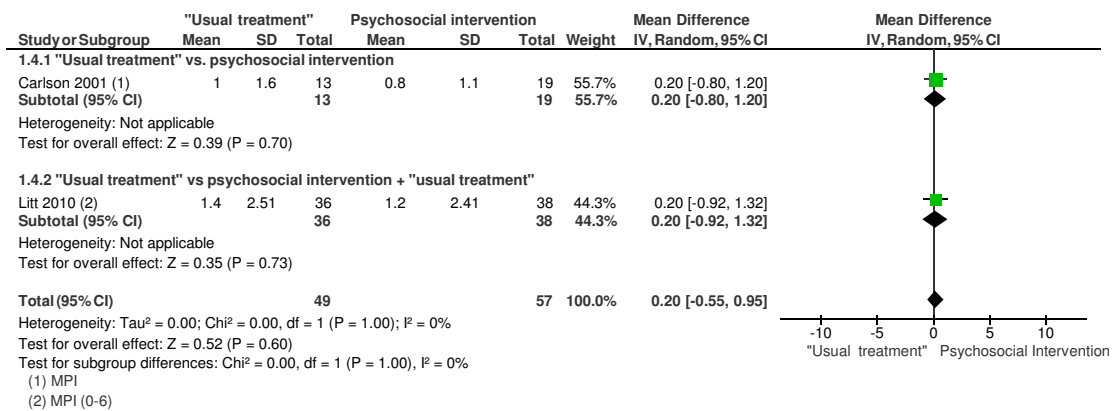 "Usual treatment" Psychosocial intervention Mean Difference Mean Difference
Study or Subgroup Mean SD Total Mean SD Total Weight IV, Random, 95% CI IV, Random, 95% CI
1.4.1 "Usual treatment" vs. psychosocial intervention
Carlson 2001 (1) 1 1.6 13 0.8 1.1 19 55.7% 0.20 [-0.80, 1.20]
Subtotal (95% CI) 13 19 55.7% 0.20 [-0.80, 1.20]
Heterogeneity: Not applicable
Test for overall effect: Z = 0.39 (P = 0.70)
1.4.2 "Usual treatment" vs psychosocial intervention + "usual treatment"
Litt 2010 (2) 1.4 2.51 36 1.2 2.41 38 44.3% 0.20 [-0.92, 1.32]
Subtotal (95% CI) 36 38 44.3% 0.20 [-0.92, 1.32]
Heterogeneity: Not applicable
Test for overall effect: Z = 0.35 (P = 0.73)
Total (95% CI) 49 57 100.0% 0.20 [-0.55, 0.95]
Heterogeneity: Tau² = 0.00; Chi² = 0.00, df = 1 (P = 1.00); I² = 0%
Test for overall effect: Z = 0.52 (P = 0.60)
Test for subgroup differences: Chi² = 0.00, df = 1 (P = 1.00), I² = 0%
(1) MPI
(2) MPI (0-6)
-10 -5 0 5 10
"Usual treatment" Psychosocial Intervention